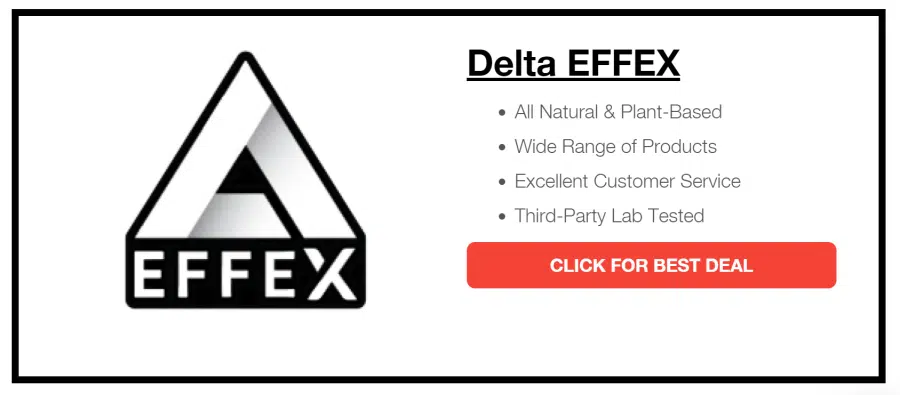 EFFEX
Delta EFFEX
All Natural & Plant-Based
Wide Range of Products
Excellent Customer Service
Third-Party Lab Tested
CLICK FOR BEST DEAL